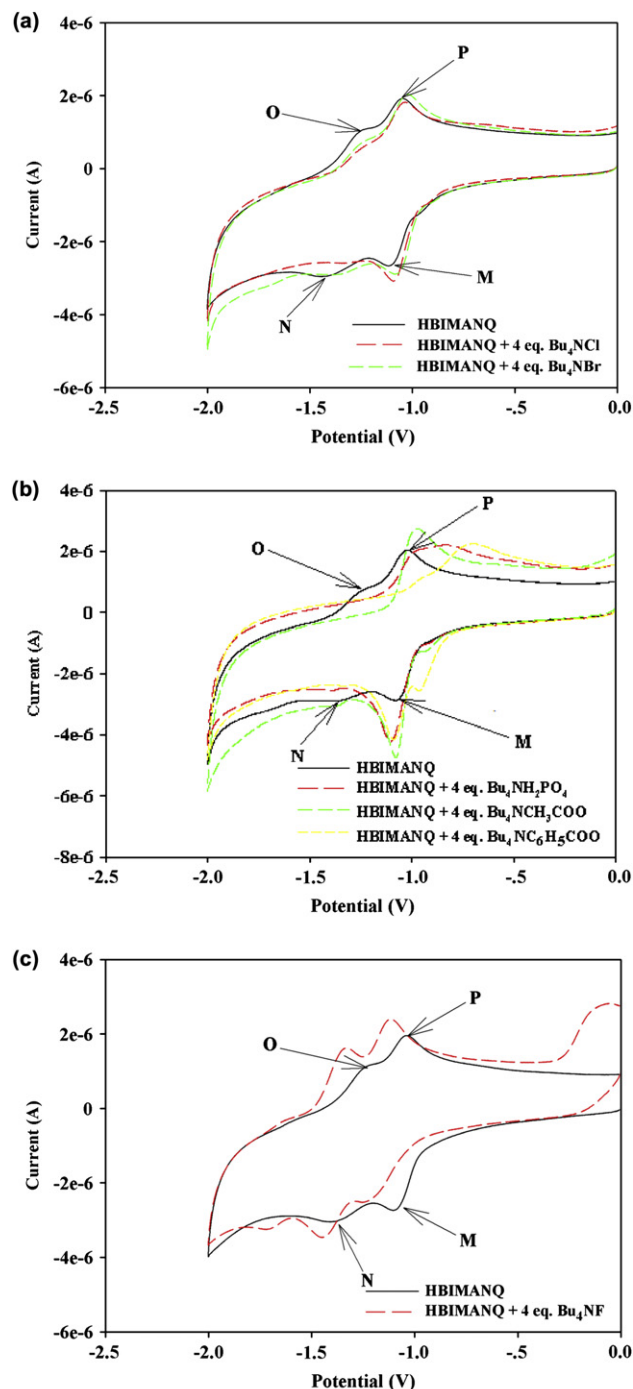 (a)
4e-6
2e-6
0
-2e-6
-4e-6
-6e-6
Current (A)
O
P
N
M
HBIMANQ
HBIMANQ + 4 eq. Bu₄NCl
HBIMANQ + 4 eq. Bu₄NBr
-2.5
-2.0
-1.5
-1.0
-.5
0.0
Potential (V)
(b)
4e-6
2e-6
0
-2e-6
-4e-6
-6e-6
-8e-6
Current (A)
O
P
N
M
HBIMANQ
HBIMANQ + 4 eq. Bu₄NH₂PO₄
HBIMANQ + 4 eq. Bu₄NCH₃COO
HBIMANQ + 4 eq. Bu₄NC₆H₅COO
-2.5
-2.0
-1.5
-1.0
-.5
0.0
Potential (V)
(c)
4e-6
2e-6
0
-2e-6
-4e-6
-6e-6
Current (A)
O
P
M
N
HBIMANQ
HBIMANQ + 4 eq. Bu₄NF
-2.5
-2.0
-1.5
-1.0
-.5
0.0
Potential (V)